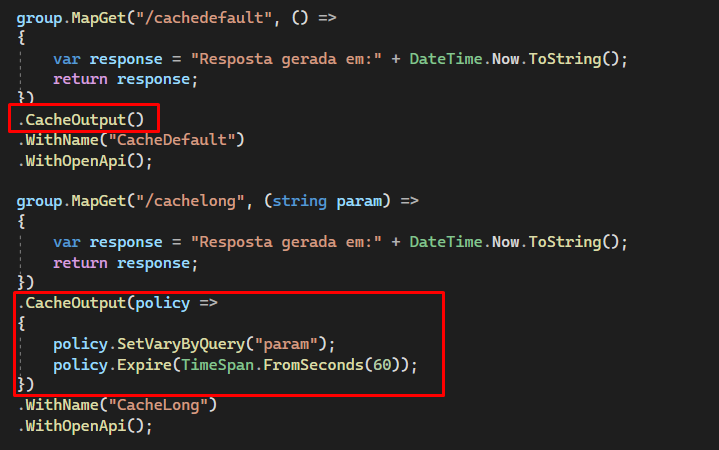 group.MapGet("/cachedefault", () =>
{
    var response = "Resposta gerada em:" + DateTime.Now.ToString();
    return response;
})
.CacheOutput()
.WithName("CacheDefault")
.WithOpenApi();

group.MapGet("/cachelong", (string param) =>
{
    var response = "Resposta gerada em:" + DateTime.Now.ToString();
    return response;
})
.CacheOutput(policy =>
{
    policy.SetVaryByQuery("param");
    policy.Expire(TimeSpan.FromSeconds(60));
})
.WithName("CacheLong")
.WithOpenApi();